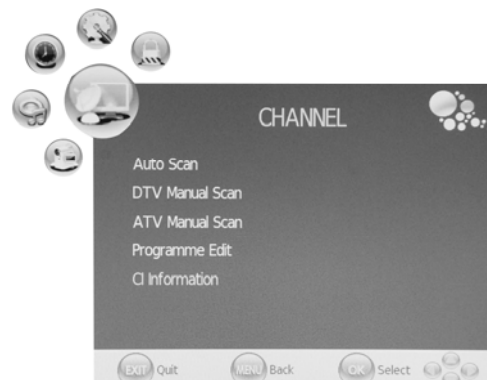 CHANNEL
Auto Scan
DTV Manual Scan
ATV Manual Scan
Programme Edit
CI Information
EXIT Quit MENU Back OK Select